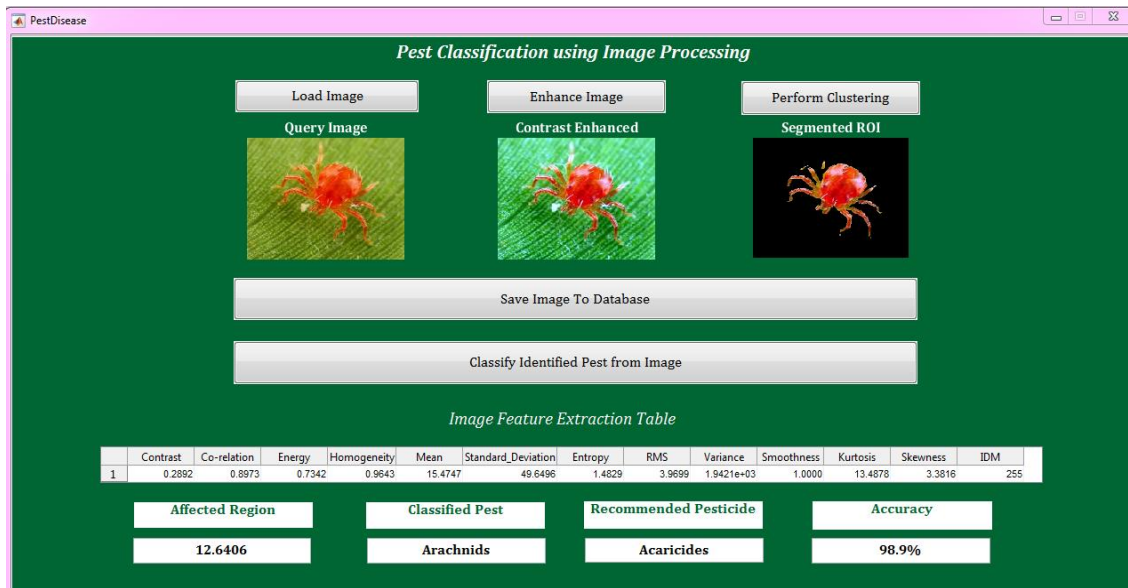 PestDisease
Pest Classification using Image Processing
Load Image
Enhance Image
Perform Clustering
Query Image
Contrast Enhanced
Segmented ROI
Save Image To Database
Classify Identified Pest from Image
Image Feature Extraction Table
Contrast Co-relation Energy Homogeneity Mean Standard_Deviation Entropy RMS Variance Smoothness Kurtosis Skewness IDM
1 0.2892 0.8973 0.7342 0.9643 15.4747 49.6496 1.4829 3.9699 1.9421e+03 1.0000 13.4878 3.3816 255
Affected Region
Classified Pest
Recommended Pesticide
Accuracy
12.6406
Arachnids
Acaricides
98.9%